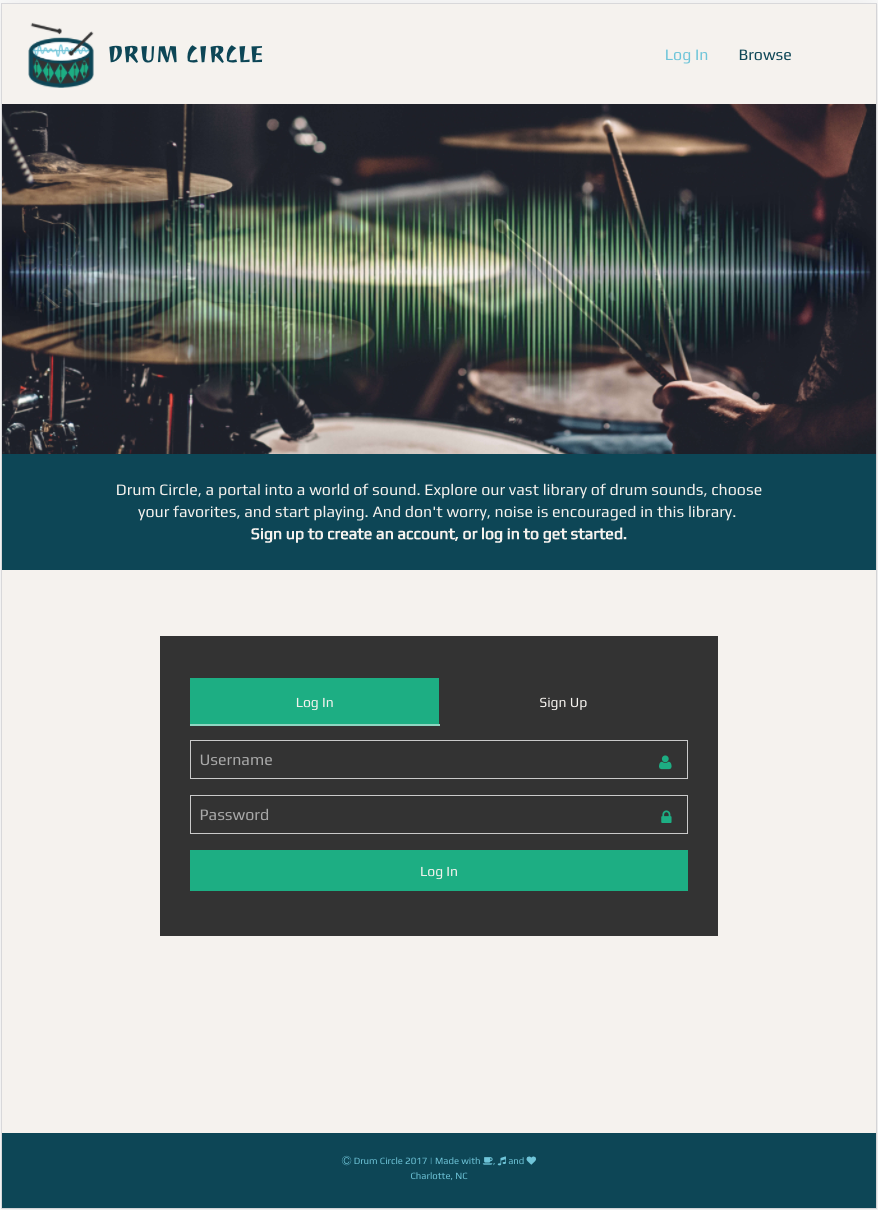 DRUM CIRCLE
Log In
Browse
Drum Circle, a portal into a world of sound. Explore our vast library of drum sounds, choose
your favorites, and start playing. And don't worry, noise is encouraged in this library.
Sign up to create an account, or log in to get started.
Log In
Sign Up
Username
Password
Log In
© Drum Circle 2017 | Made with , and
Charlotte, NC